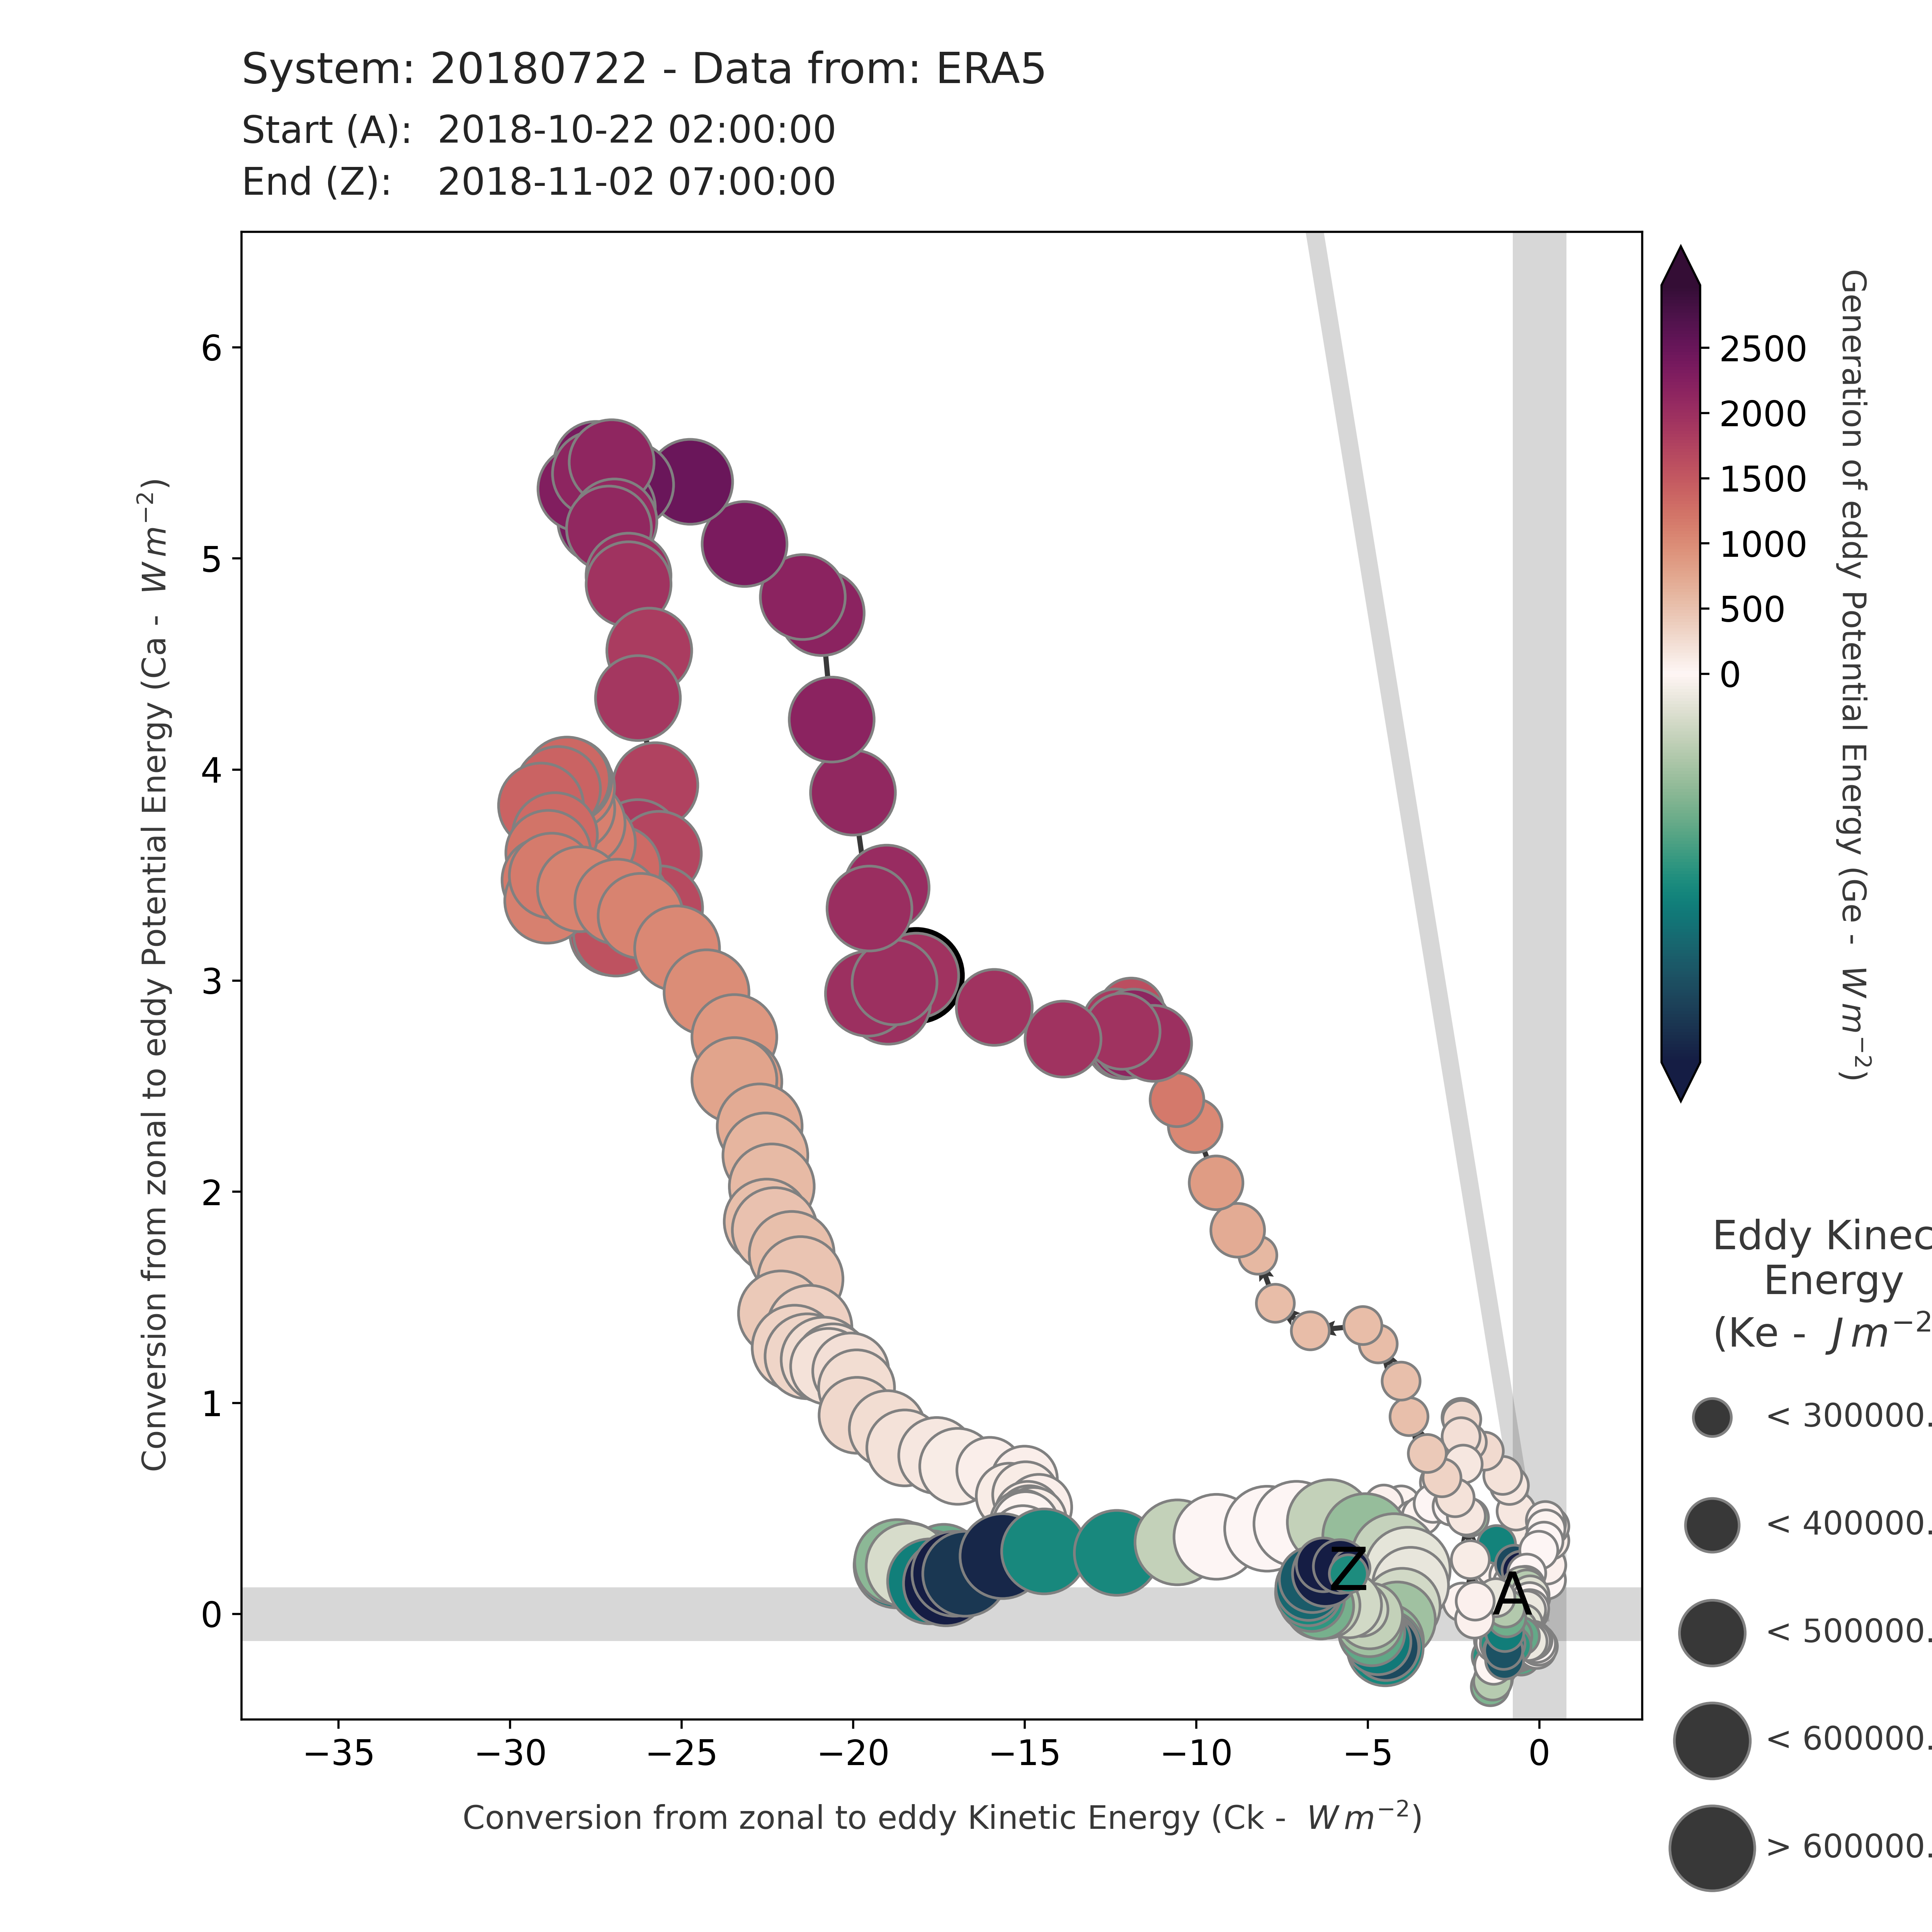 System: 20180722 - Data from: ERA5
Start (A): 2018-10-22 02:00:00
End (Z): 2018-11-02 07:00:00
Conversion from zonal to eddy Potential Energy (Ca - W m⁻²)
6
5
4
3
2
1
0
−35
−30
−25
−20
−15
−10
−5
0
Conversion from zonal to eddy Kinetic Energy (Ck - W m⁻²)
Z
A
2500
2000
1500
1000
500
0
Generation of eddy Potential Energy (Ge - W m⁻²)
Eddy Kinec
Energy
(Ke - J m⁻²
< 300000.
< 400000.
< 500000.
< 600000.
> 600000.